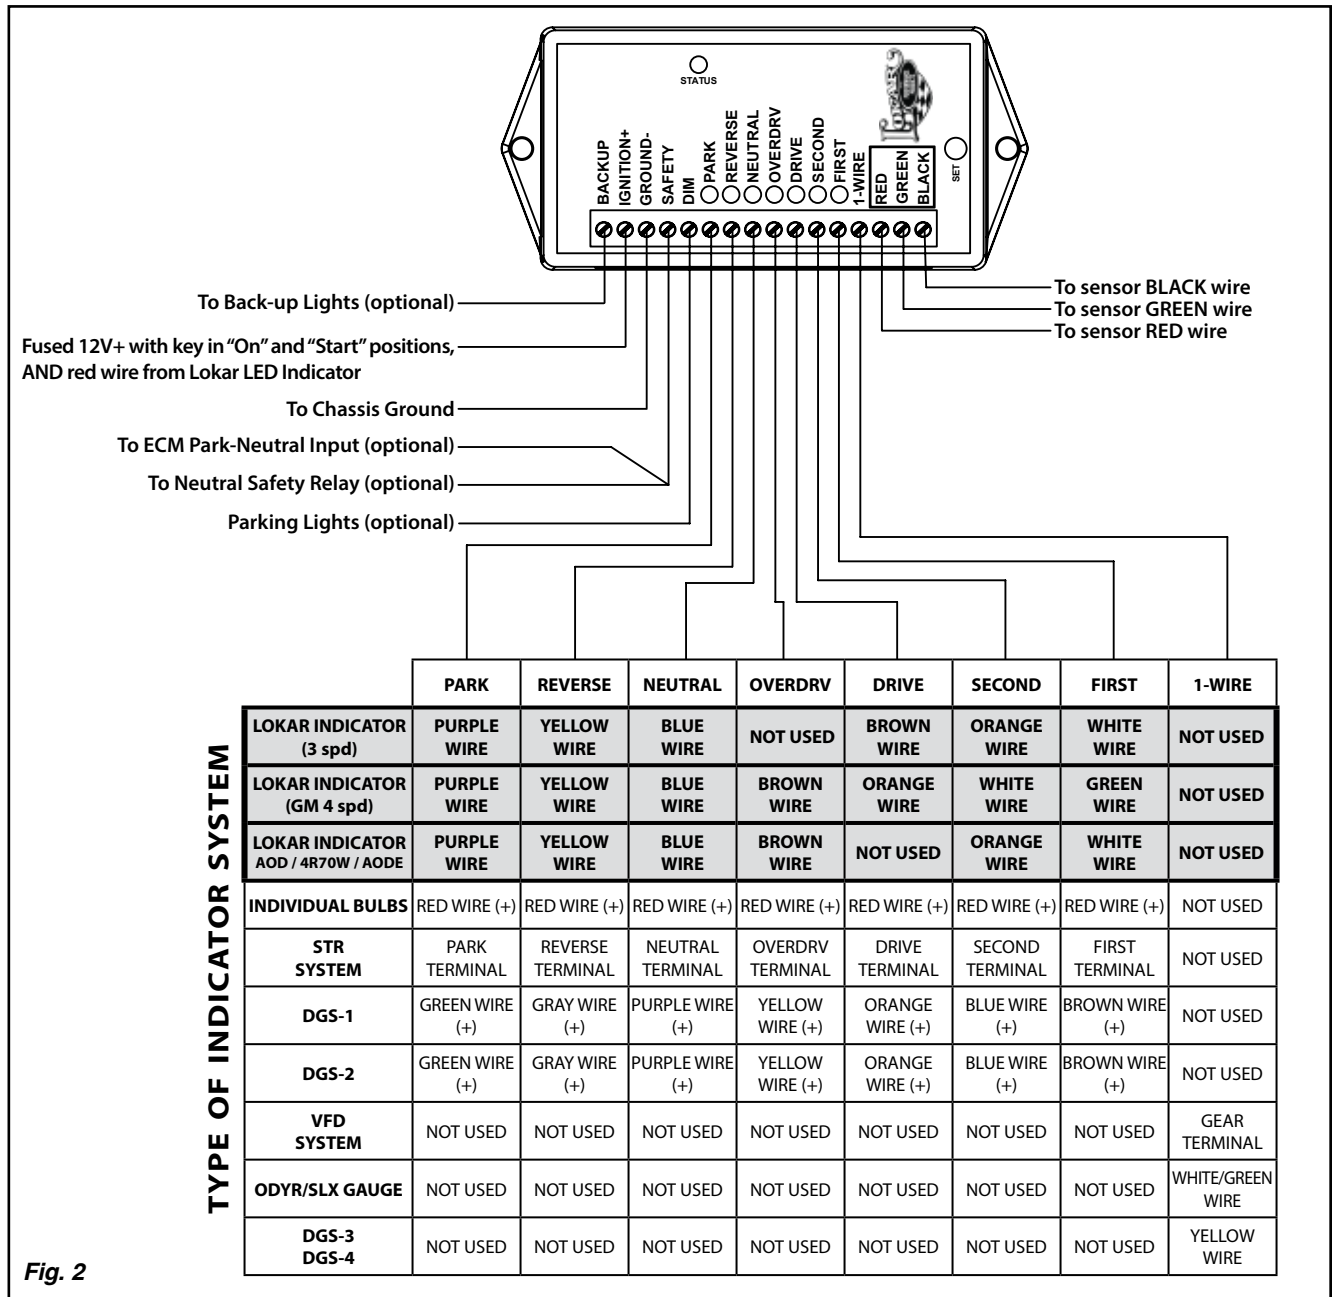 STATUS
LOKAR
BACKUP
IGNITION+
GROUND-
SAFETY
DIM
PARK
REVERSE
NEUTRAL
OVERDRV
DRIVE
SECOND
FIRST
1-WIRE
RED
GREEN
BLACK
SET
To Back-up Lights (optional)
Fused 12V+ with key in "On" and "Start" positions,
AND red wire from Lokar LED Indicator
To Chassis Ground
To ECM Park-Neutral Input (optional)
To Neutral Safety Relay (optional)
Parking Lights (optional)
To sensor BLACK wire
To sensor GREEN wire
To sensor RED wire
TYPE OF INDICATOR SYSTEM
PARK REVERSE NEUTRAL OVERDRV DRIVE SECOND FIRST 1-WIRE
LOKAR INDICATOR (3 spd) PURPLE WIRE YELLOW WIRE BLUE WIRE NOT USED BROWN WIRE ORANGE WIRE WHITE WIRE NOT USED
LOKAR INDICATOR (GM 4 spd) PURPLE WIRE YELLOW WIRE BLUE WIRE BROWN WIRE ORANGE WIRE WHITE WIRE GREEN WIRE NOT USED
LOKAR INDICATOR AOD / 4R70W / AODE PURPLE WIRE YELLOW WIRE BLUE WIRE BROWN WIRE NOT USED ORANGE WIRE WHITE WIRE NOT USED
INDIVIDUAL BULBS RED WIRE (+) RED WIRE (+) RED WIRE (+) RED WIRE (+) RED WIRE (+) RED WIRE (+) RED WIRE (+) NOT USED
STR SYSTEM PARK TERMINAL REVERSE TERMINAL NEUTRAL TERMINAL OVERDRV TERMINAL DRIVE TERMINAL SECOND TERMINAL FIRST TERMINAL NOT USED
DGS-1 GREEN WIRE (+) GRAY WIRE (+) PURPLE WIRE (+) YELLOW WIRE (+) ORANGE WIRE (+) BLUE WIRE (+) BROWN WIRE (+) NOT USED
DGS-2 GREEN WIRE (+) GRAY WIRE (+) PURPLE WIRE (+) YELLOW WIRE (+) ORANGE WIRE (+) BLUE WIRE (+) BROWN WIRE (+) NOT USED
VFD SYSTEM NOT USED NOT USED NOT USED NOT USED NOT USED NOT USED NOT USED GEAR TERMINAL
ODYR/SLX GAUGE NOT USED NOT USED NOT USED NOT USED NOT USED NOT USED NOT USED WHITE/GREEN WIRE
DGS-3 DGS-4 NOT USED NOT USED NOT USED NOT USED NOT USED NOT USED NOT USED YELLOW WIRE
Fig. 2